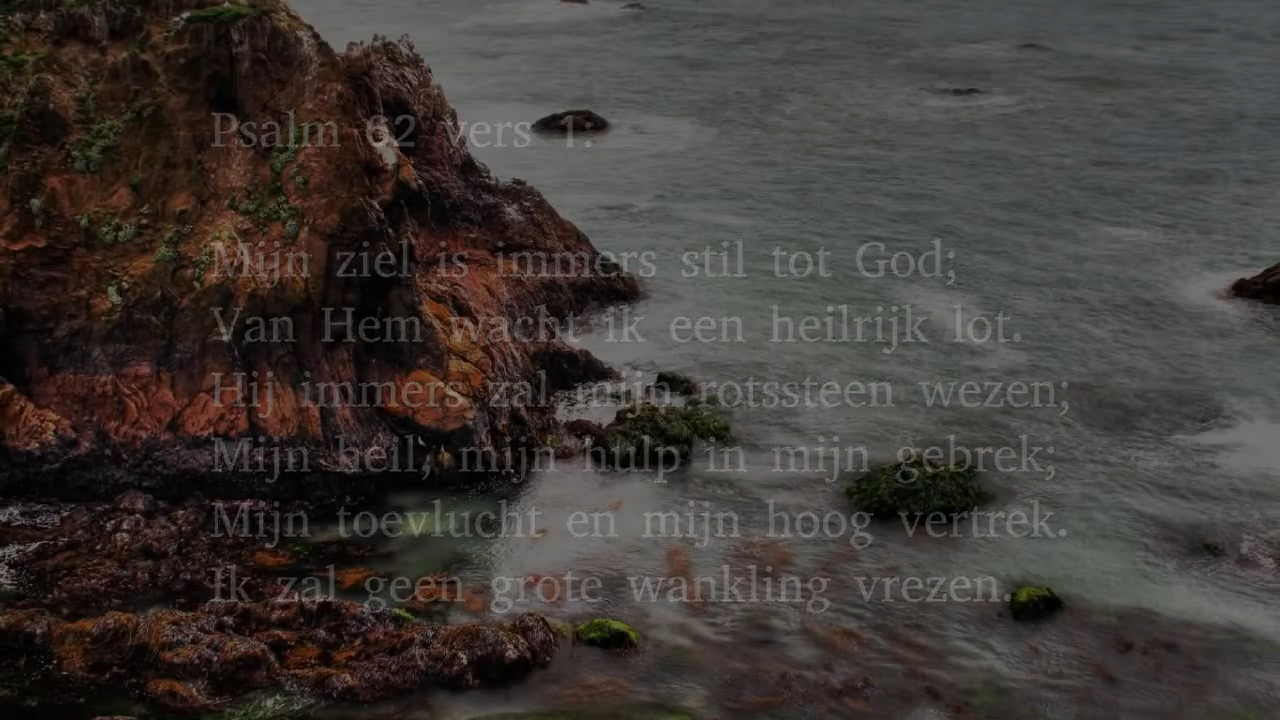 Psalm 62 vers 1.
Mijn ziel is immers stil tot God;
Van Hem wacht ik een heilrijk lot.
Hij immers zal mijn rotssteen wezen;
Mijn heil, mijn hulp in mijn gebrek;
Mijn toevlucht en mijn hoog vertrek.
Ik zal geen grote wankling vrezen.